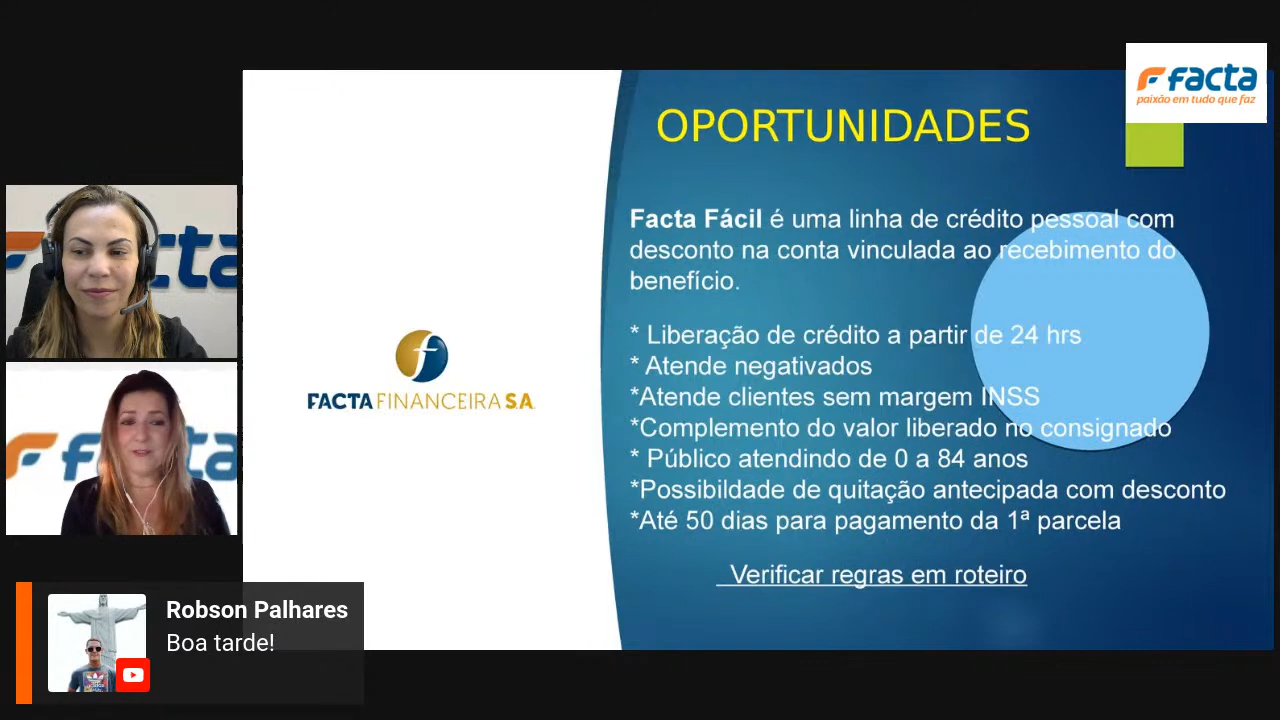 facta
paixão em tudo que faz
OPORTUNIDADES
Facta Fácil é uma linha de crédito pessoal com
desconto na conta vinculada ao recebimento do
benefício.
* Liberação de crédito a partir de 24 hrs
* Atende negativados
*Atende clientes sem margem INSS
*Complemento do valor liberado no consignado
* Público atendindo de 0 a 84 anos
*Possibildade de quitação antecipada com desconto
*Até 50 dias para pagamento da 1ª parcela
Verificar regras em roteiro
f
FACTA FINANCEIRA S.A.
facta
facta
Robson Palhares
Boa tarde!